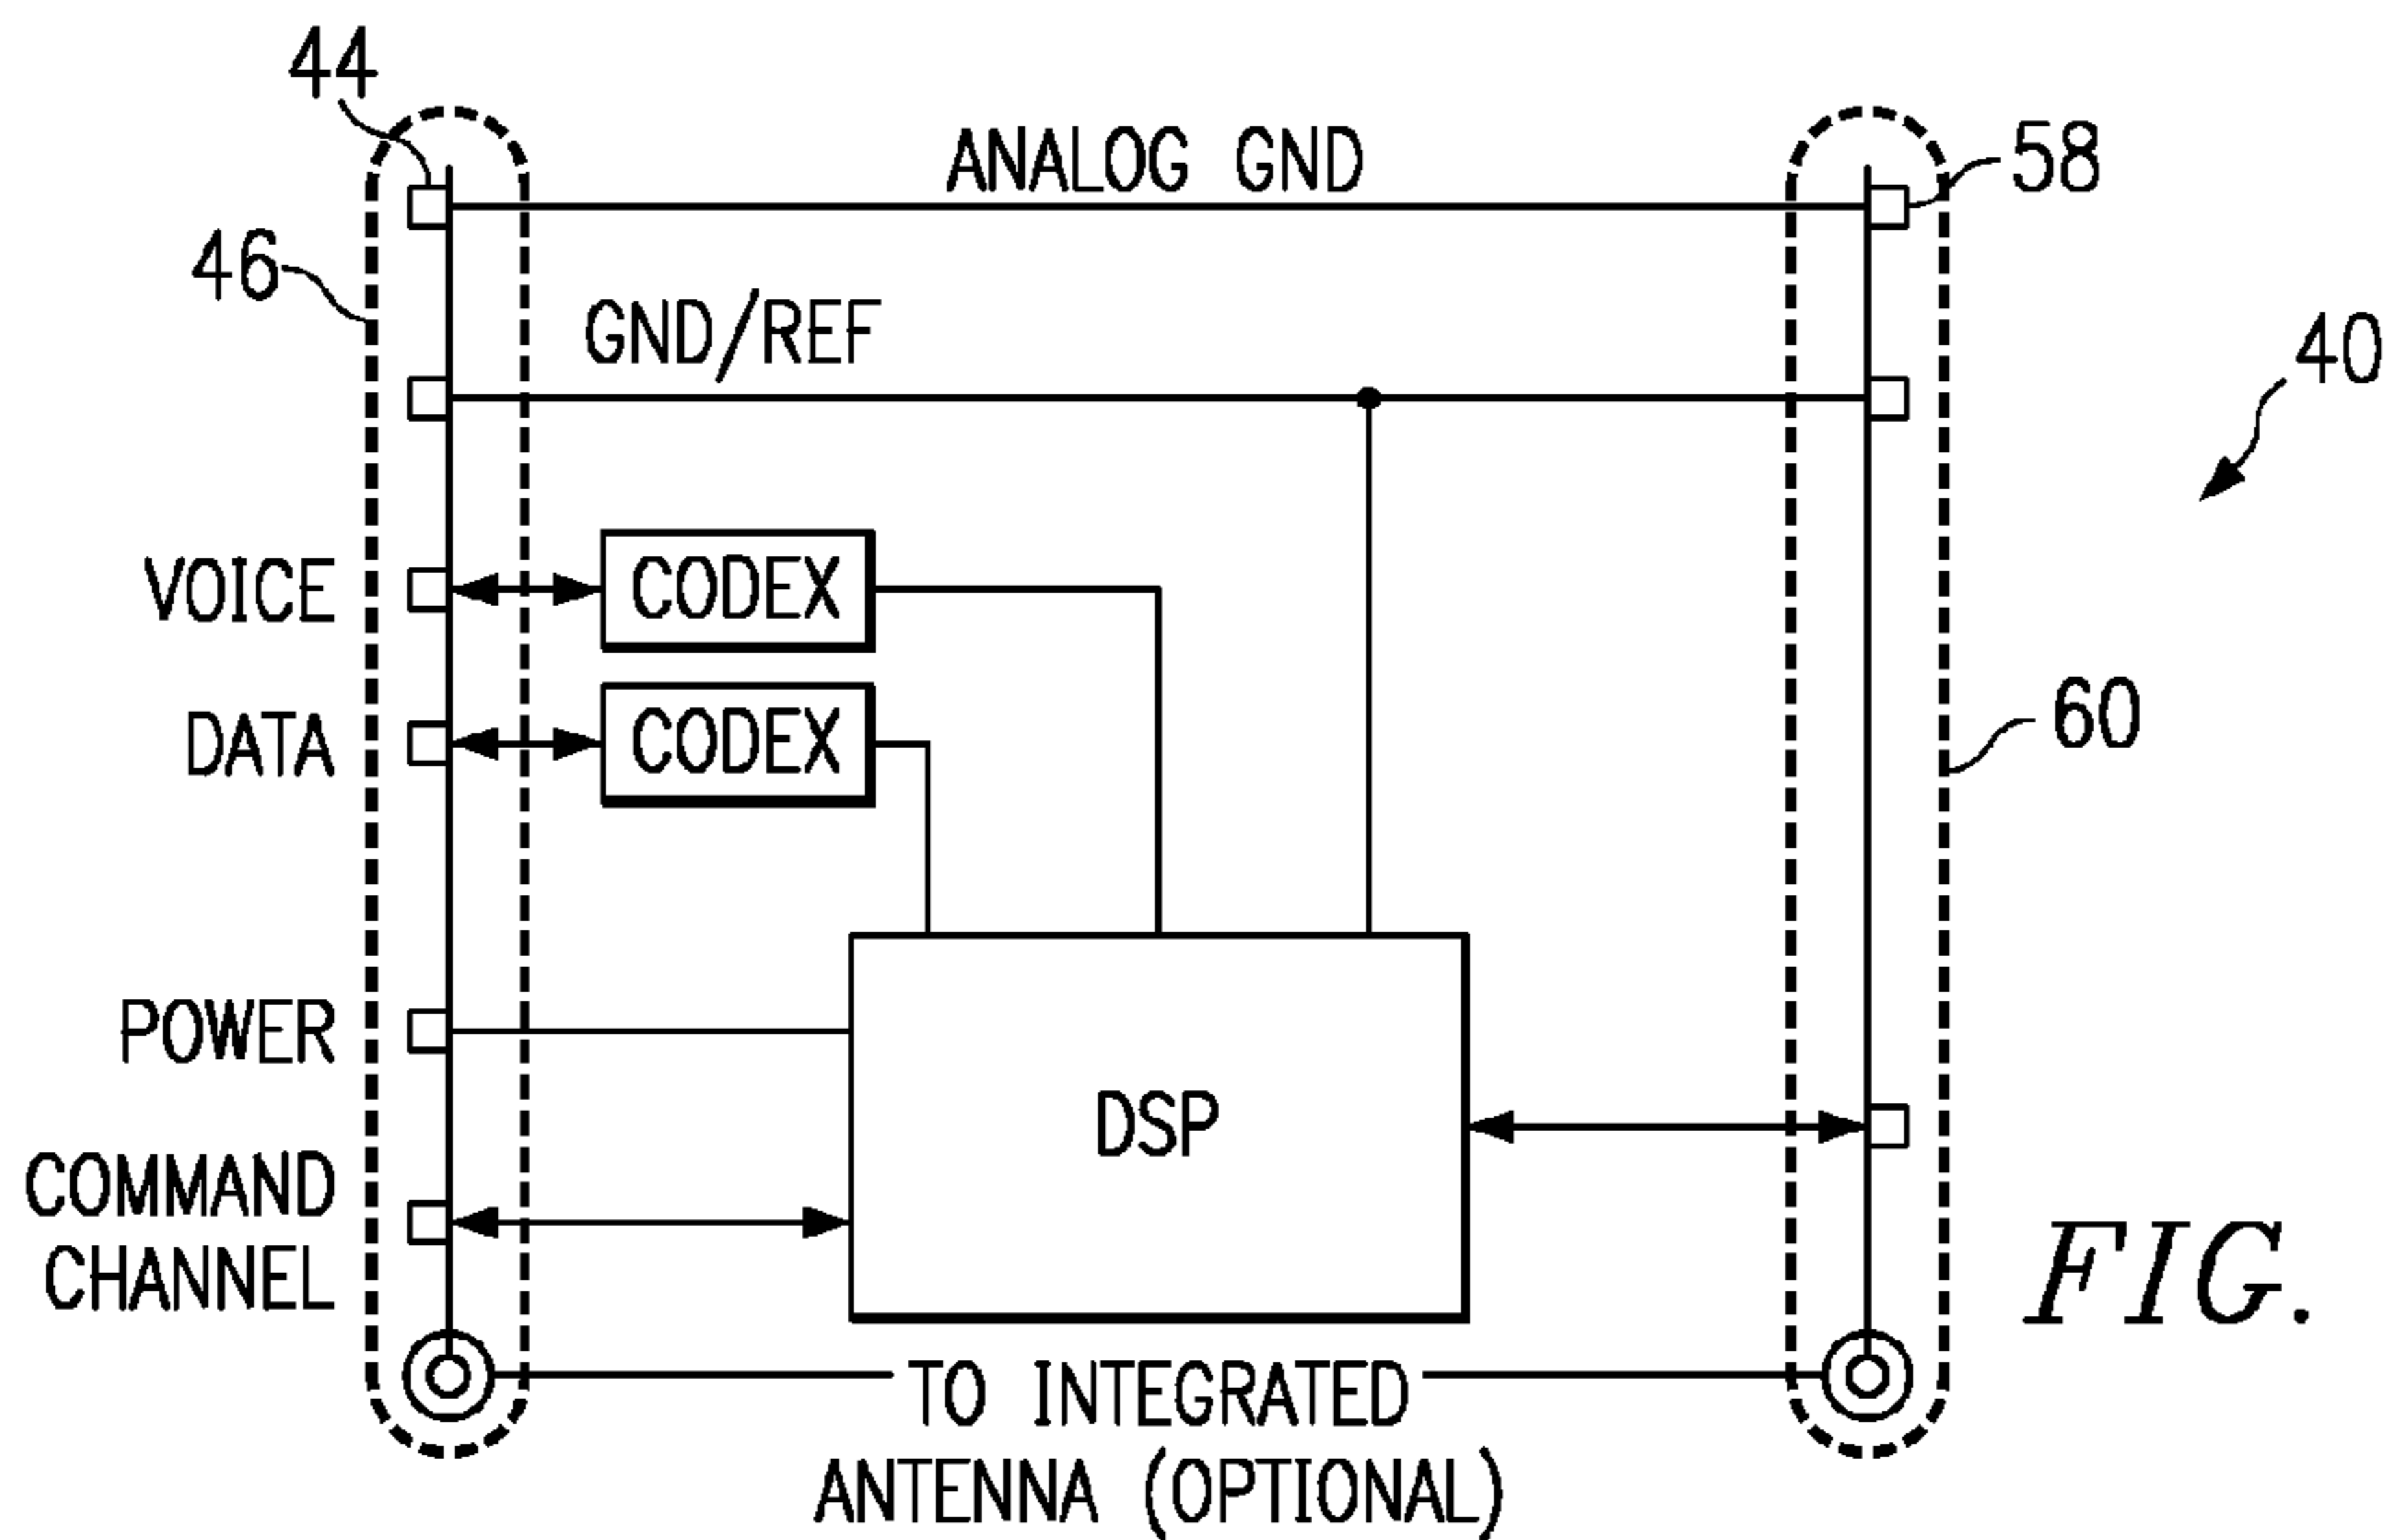 44
ANALOG GND
58
46
GND/REF
40
VOICE
CODEX
DATA
CODEX
60
POWER
DSP
COMMAND
CHANNEL
FIG.
TO INTEGRATED
ANTENNA (OPTIONAL)